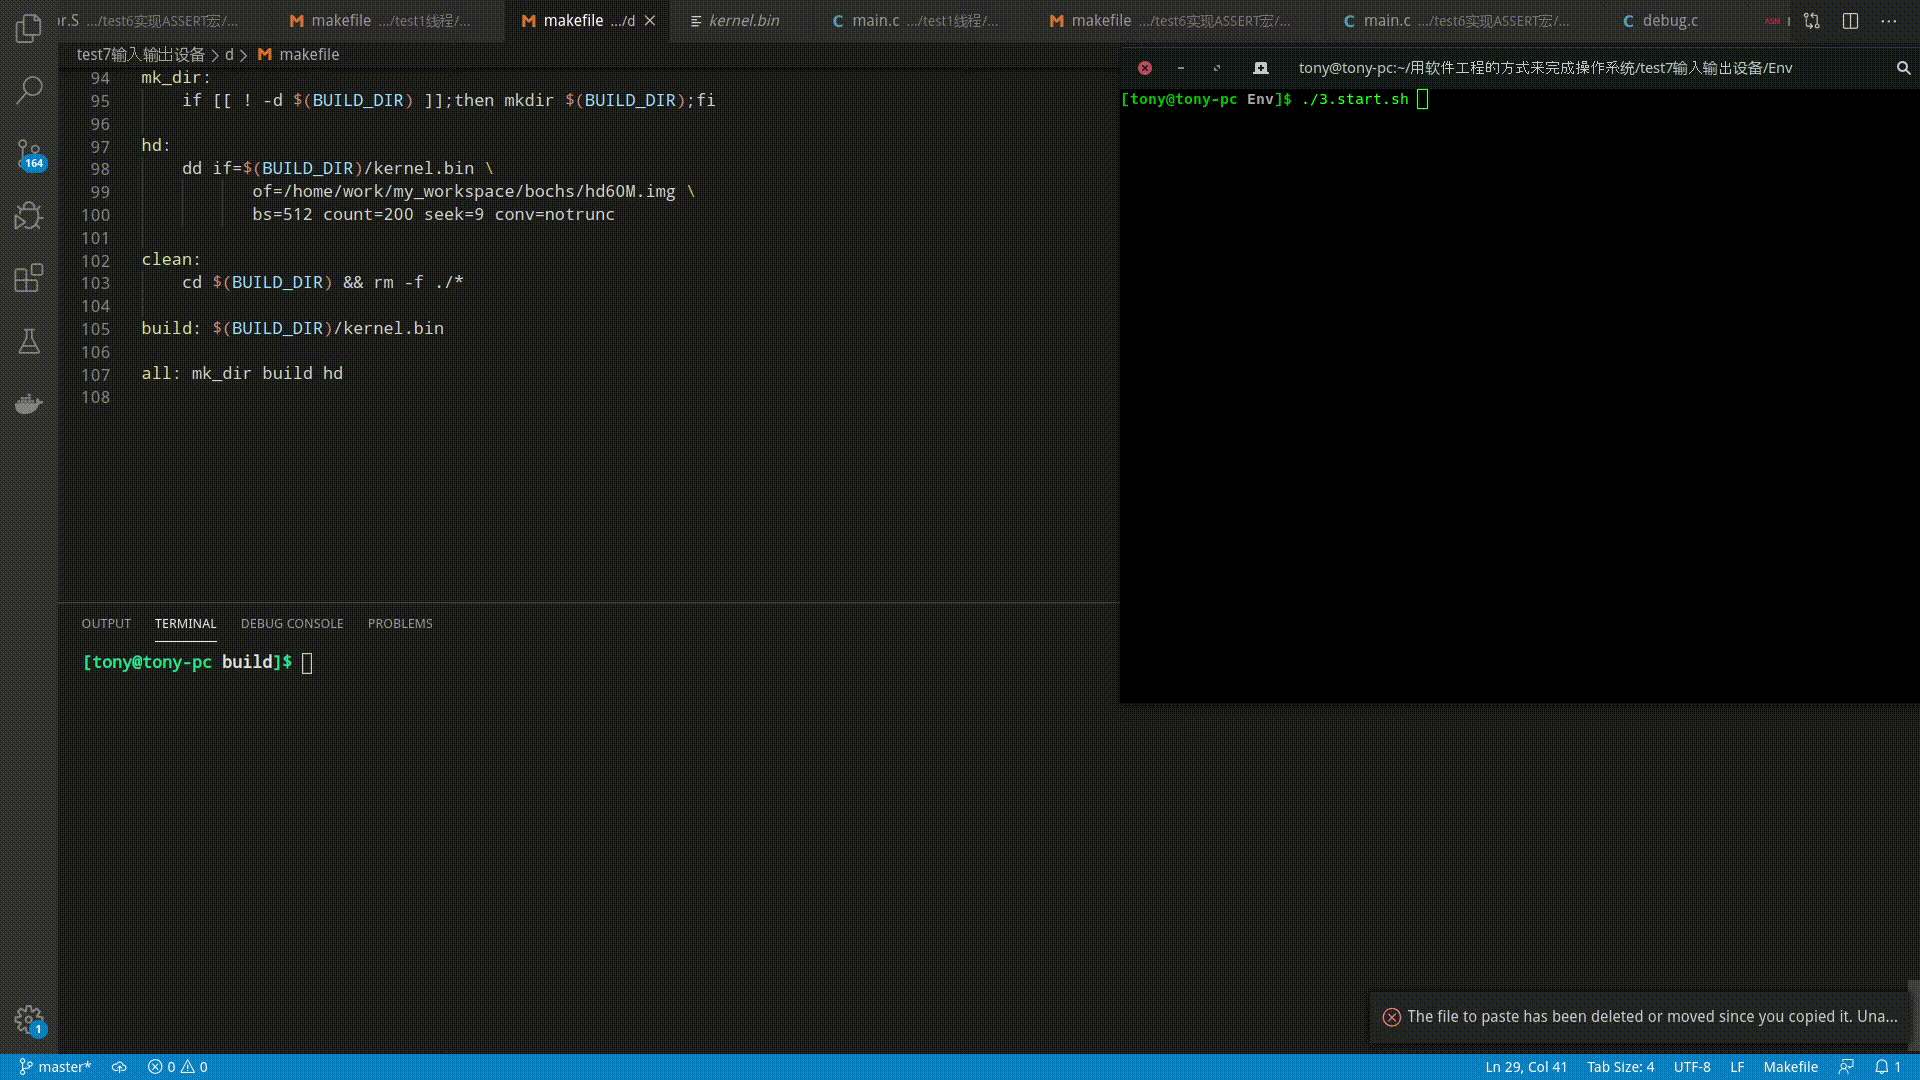 or.S .../test6实现ASSERT宏/... makefile .../test1线程/... makefile .../d kernel.bin main.c .../test1线程/... makefile .../test6实现ASSERT宏/... main.c .../test6实现ASSERT宏/... debug.c ASM
test7输入输出设备 > d > makefile
94 mk_dir:
95 if [[ ! -d $(BUILD_DIR) ]];then mkdir $(BUILD_DIR);fi
96
97 hd:
98 dd if=$(BUILD_DIR)/kernel.bin \
99 of=/home/work/my_workspace/bochs/hd60M.img \
100 bs=512 count=200 seek=9 conv=notrunc
101
102 clean:
103 cd $(BUILD_DIR) && rm -f ./*
104
105 build: $(BUILD_DIR)/kernel.bin
106
107 all: mk_dir build hd
108
tony@tony-pc:~/用软件工程的方式来完成操作系统/test7输入输出设备/Env
[tony@tony-pc Env]$ ./3.start.sh
164
OUTPUT TERMINAL DEBUG CONSOLE PROBLEMS
[tony@tony-pc build]$
The file to paste has been deleted or moved since you copied it. Una...
1
master* 0 0 Ln 29, Col 41 Tab Size: 4 UTF-8 LF Makefile 1